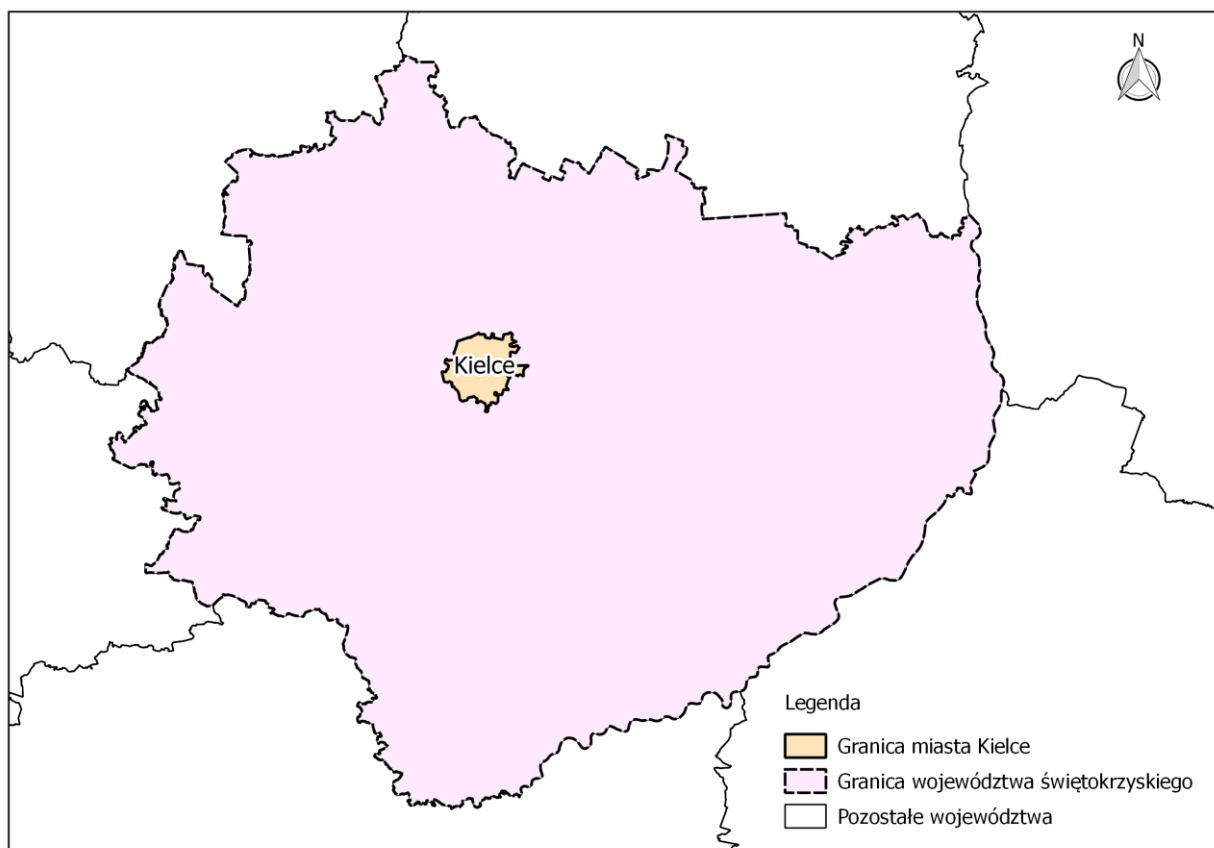 N
Kielce
Legenda
Granica miasta Kielce
Granica województwa świętokrzyskiego
Pozostałe województwa